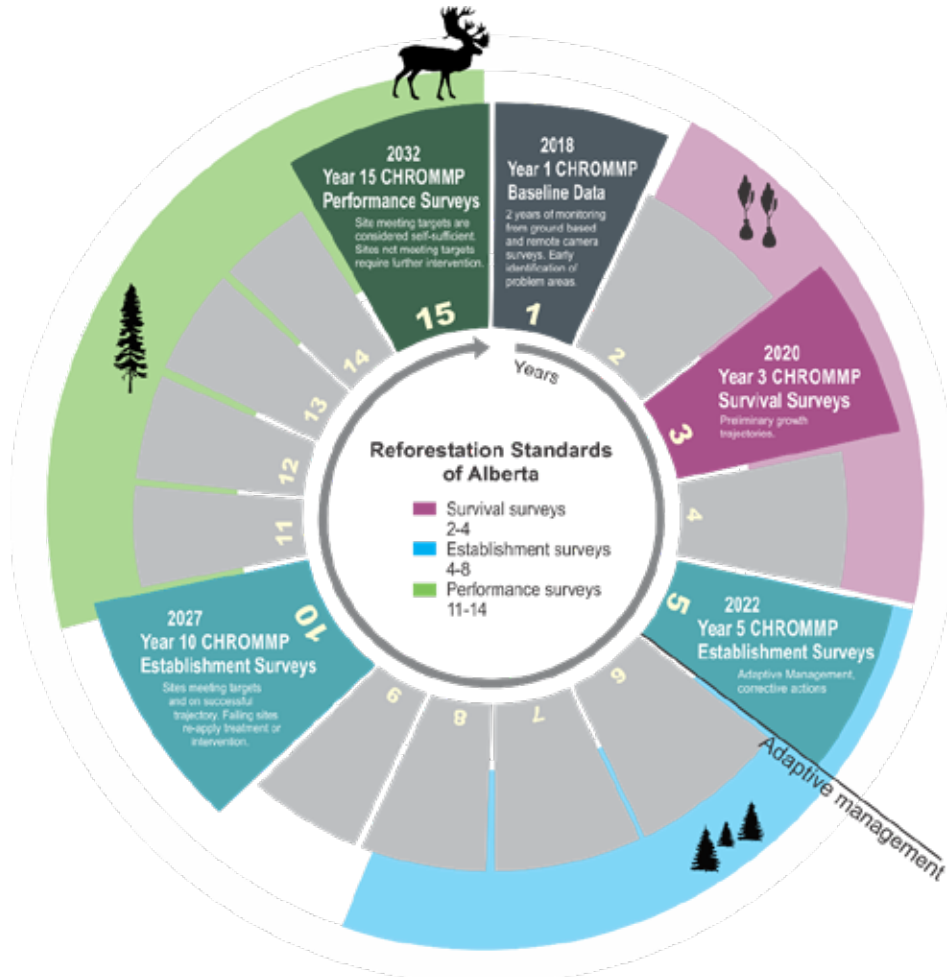 2018
Year 1 CHROMMP
Baseline Data
2 years of monitoring
from ground based
and remote camera
surveys. Early
identification of
problem areas.
1
2
2020
Year 3 CHROMMP
Survival Surveys
Preliminary growth
trajectories.
3
4
2022
Year 5 CHROMMP
Establishment Surveys
Adaptive Management,
corrective actions
5
Adaptive management
6
7
8
9
2027
Year 10 CHROMMP
Establishment Surveys
Sites meeting targets
and on successful
trajectory. Failing sites
re-apply treatment or
intervention.
10
11
12
13
14
2032
Year 15 CHROMMP
Performance Surveys
Site meeting targets are
considered self-sufficient.
Sites not meeting targets
require further intervention.
15
Years
Reforestation Standards
of Alberta
Survival surveys
2-4
Establishment surveys
4-8
Performance surveys
11-14